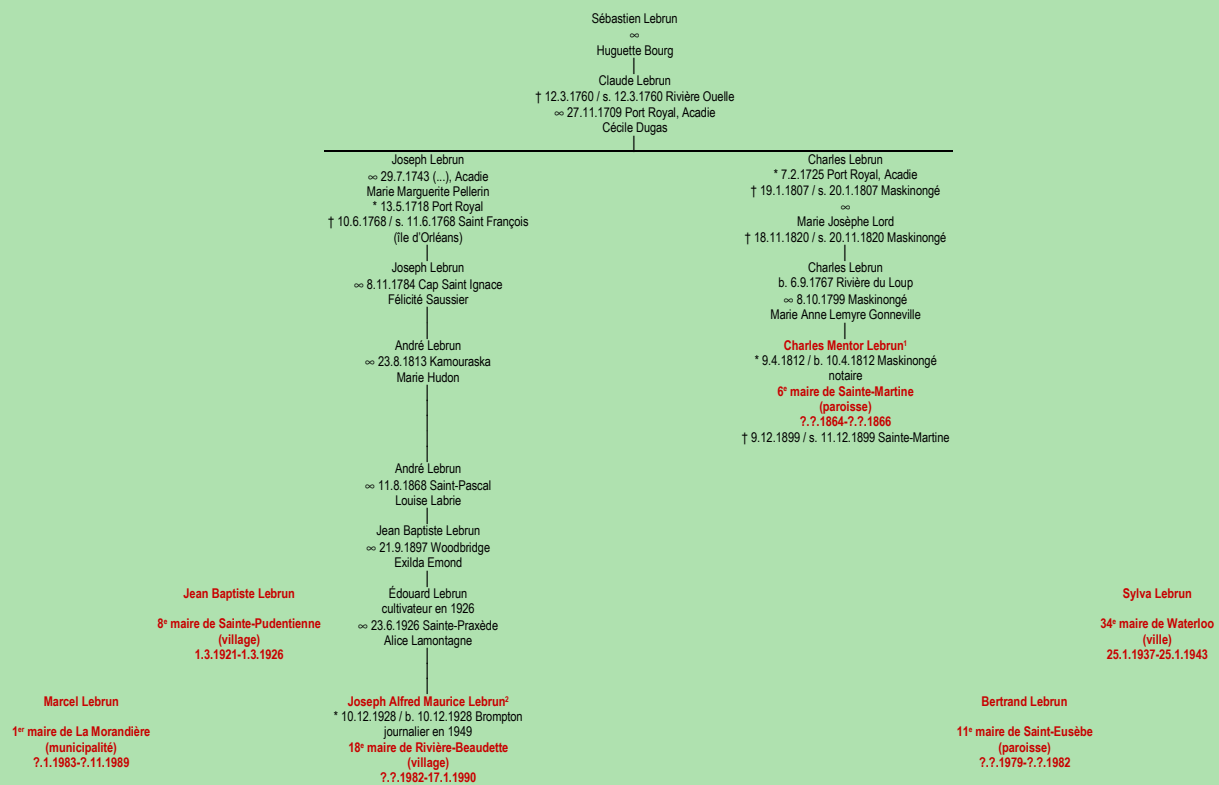 Sébastien Lebrun
∞
Huguette Bourg
Claude Lebrun
† 12.3.1760 / s. 12.3.1760 Rivière Ouelle
∞ 27.11.1709 Port Royal, Acadie
Cécile Dugas
Joseph Lebrun
∞ 29.7.1743 (...), Acadie
Marie Marguerite Pellerin
* 13.5.1718 Port Royal
† 10.6.1768 / s. 11.6.1768 Saint François
(île d'Orléans)
Joseph Lebrun
∞ 8.11.1784 Cap Saint Ignace
Félicité Saussier
André Lebrun
∞ 23.8.1813 Kamouraska
Marie Hudon
André Lebrun
∞ 11.8.1868 Saint-Pascal
Louise Labrie
Jean Baptiste Lebrun
∞ 21.9.1897 Woodbridge
Exilda Emond
Édouard Lebrun
cultivateur en 1926
∞ 23.6.1926 Sainte-Praxède
Alice Lamontagne
Joseph Alfred Maurice Lebrun²
* 10.12.1928 / b. 10.12.1928 Brompton
journalier en 1949
18e maire de Rivière-Beaudette
(village)
?.?.1982-17.1.1990
Charles Lebrun
* 7.2.1725 Port Royal, Acadie
† 19.1.1807 / s. 20.1.1807 Maskinongé
∞
Marie Josèphe Lord
† 18.11.1820 / s. 20.11.1820 Maskinongé
Charles Lebrun
b. 6.9.1767 Rivière du Loup
∞ 8.10.1799 Maskinongé
Marie Anne Lemyre Gonneville
Charles Mentor Lebrun¹
* 9.4.1812 / b. 10.4.1812 Maskinongé
notaire
6e maire de Sainte-Martine
(paroisse)
?.?.1864-?.?.1866
† 9.12.1899 / s. 11.12.1899 Sainte-Martine
Jean Baptiste Lebrun
8e maire de Sainte-Pudentienne
(village)
1.3.1921-1.3.1926
Sylva Lebrun
34e maire de Waterloo
(ville)
25.1.1937-25.1.1943
Marcel Lebrun
1er maire de La Morandière
(municipalité)
?.1.1983-?.11.1989
Bertrand Lebrun
11e maire de Saint-Eusèbe
(paroisse)
?.?.1979-?.?.1982